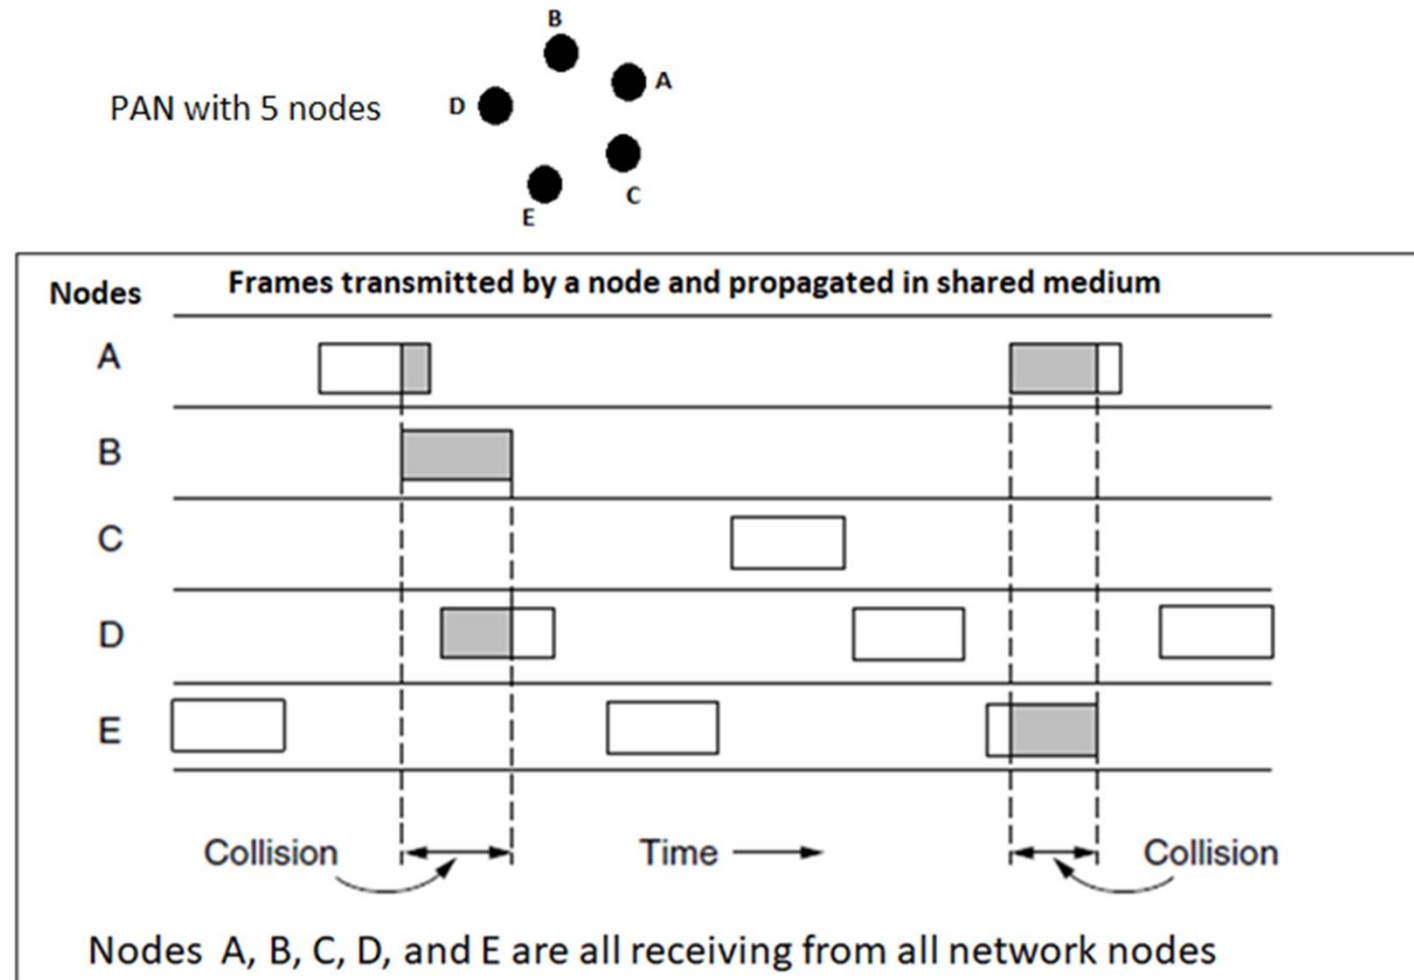 B
A
PAN with 5 nodes
D
C
E
Nodes
Frames transmitted by a node and propagated in shared medium
A
B
C
D
E
Collision
Time
Collision
Nodes A, B, C, D, and E are all receiving from all network nodes